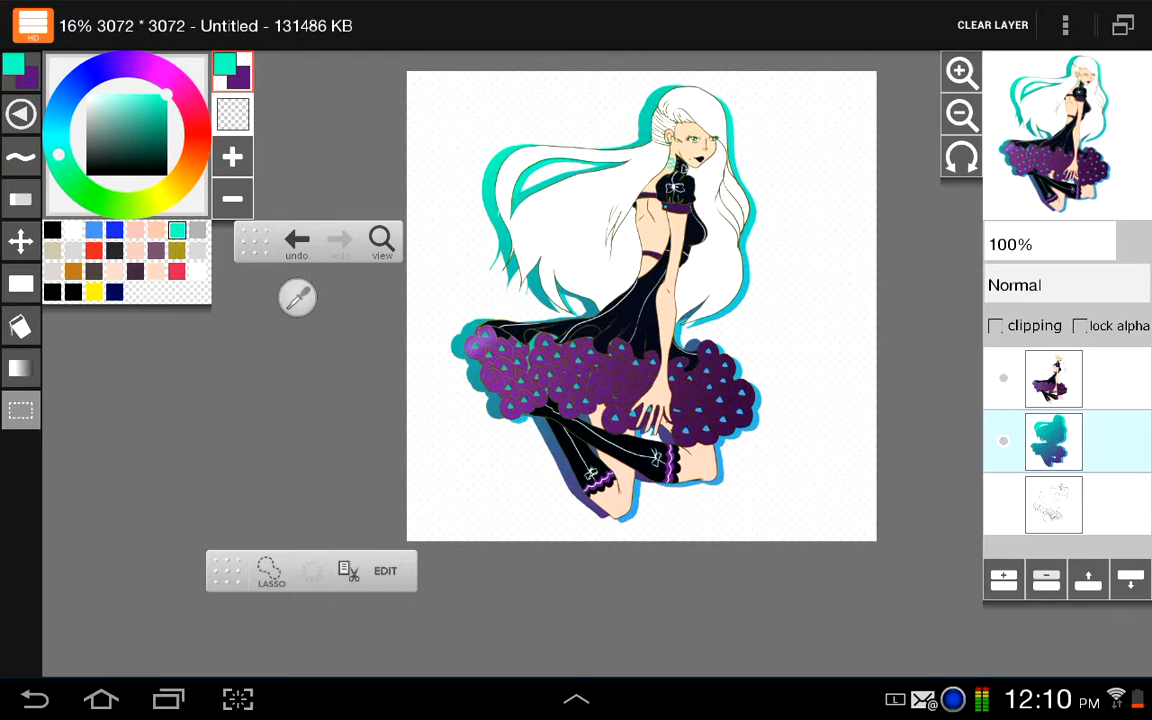 HD
16% 3072 * 3072 - Untitled - 131486 KB
CLEAR LAYER
undo
redo
view
100%
Normal
clipping
lock alpha
LASSO
EDIT
L
@
12:10 PM